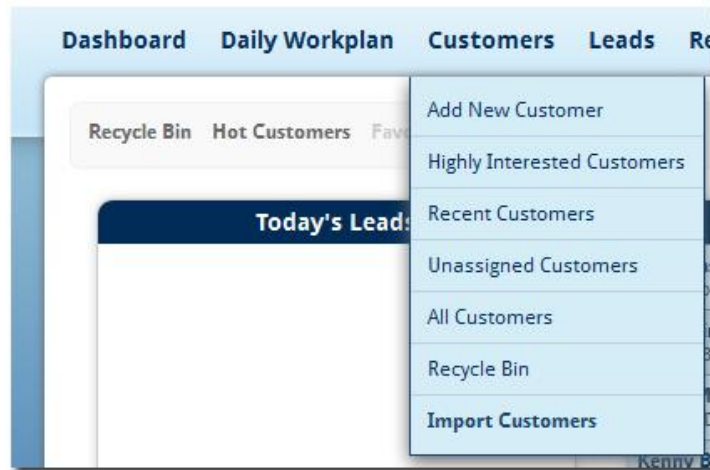 Dashboard Daily Workplan Customers Leads
Recycle Bin Hot Customers
Add New Customer
Highly Interested Customers
Recent Customers
Unassigned Customers
All Customers
Recycle Bin
Import Customers
Today's Leads
Kenny B